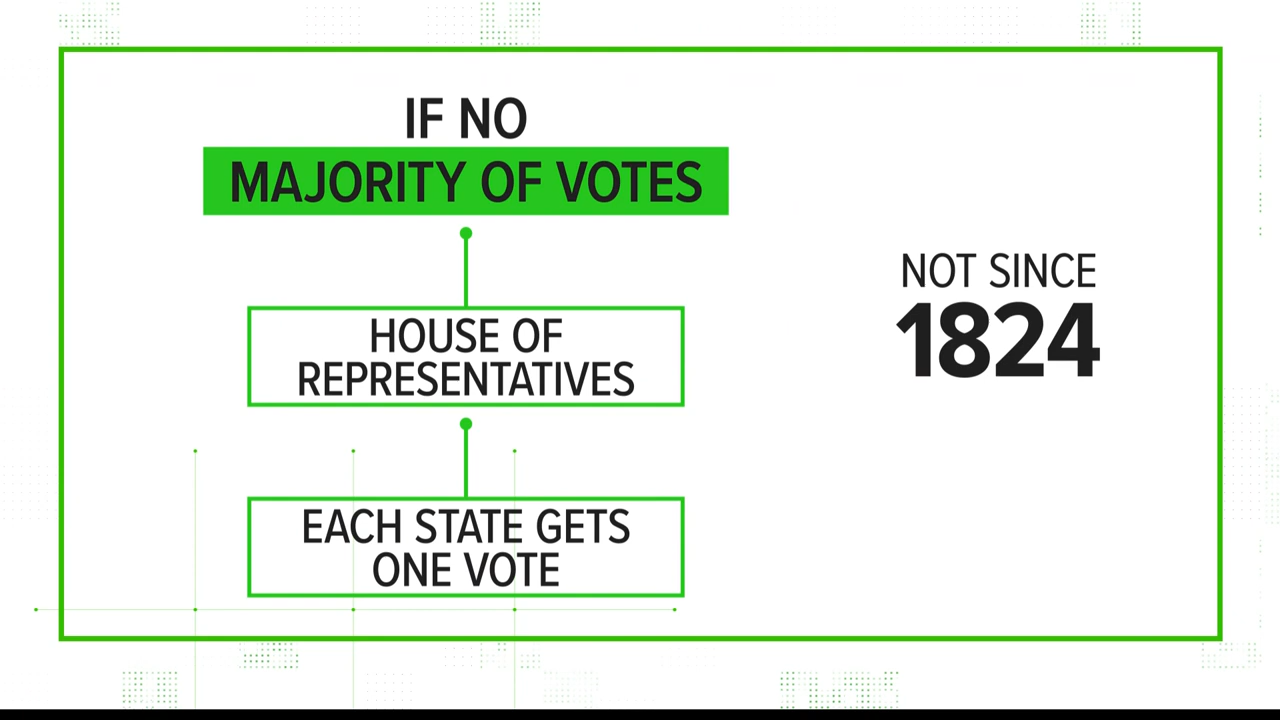 IF NO
MAJORITY OF VOTES
HOUSE OF
REPRESENTATIVES
EACH STATE GETS
ONE VOTE
NOT SINCE
1824